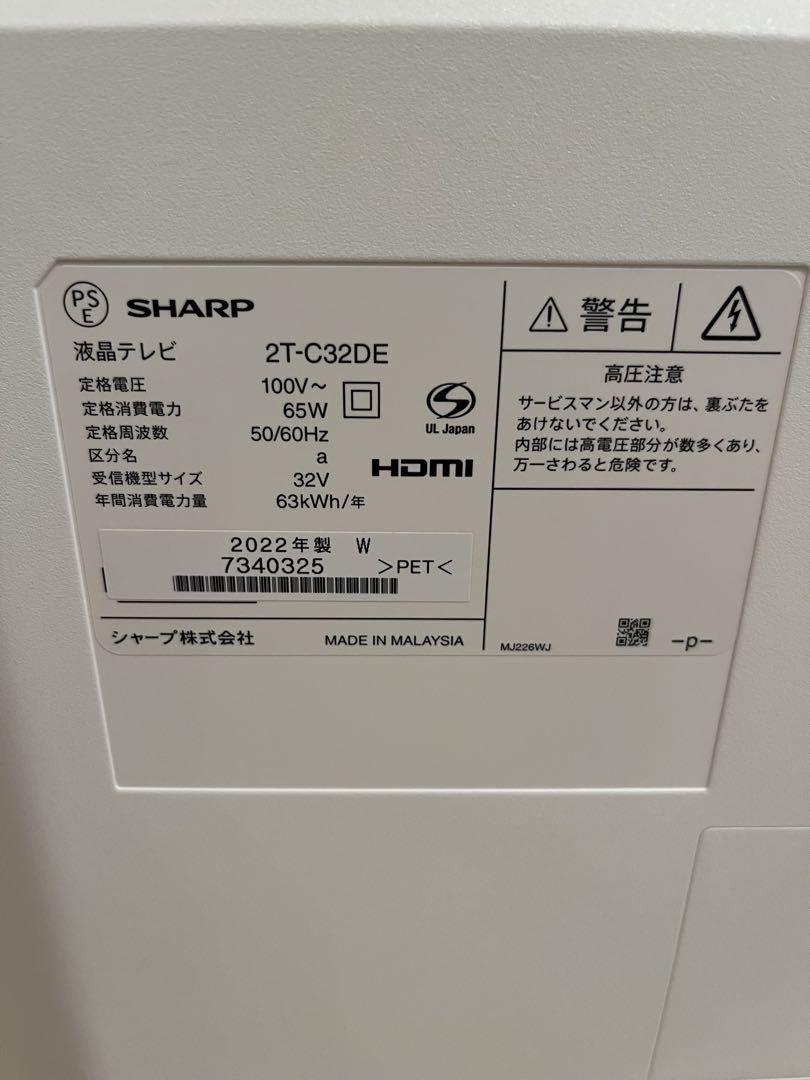 PS
E
SHARP
液晶テレビ 2T-C32DE
定格電圧 100V～
定格消費電力 65W
定格周波数 50/60Hz
区分名 a
受信機型サイズ 32V
年間消費電力量 63kWh/年
UL Japan
HDMI
2022年製 W
7340325 >PET<
シャープ株式会社 MADE IN MALAYSIA
警告
高圧注意
サービスマン以外の方は、裏ぶたを
あけないでください。
内部には高電圧部分が数多くあり、
万一さわると危険です。
MJ226WJ -p-